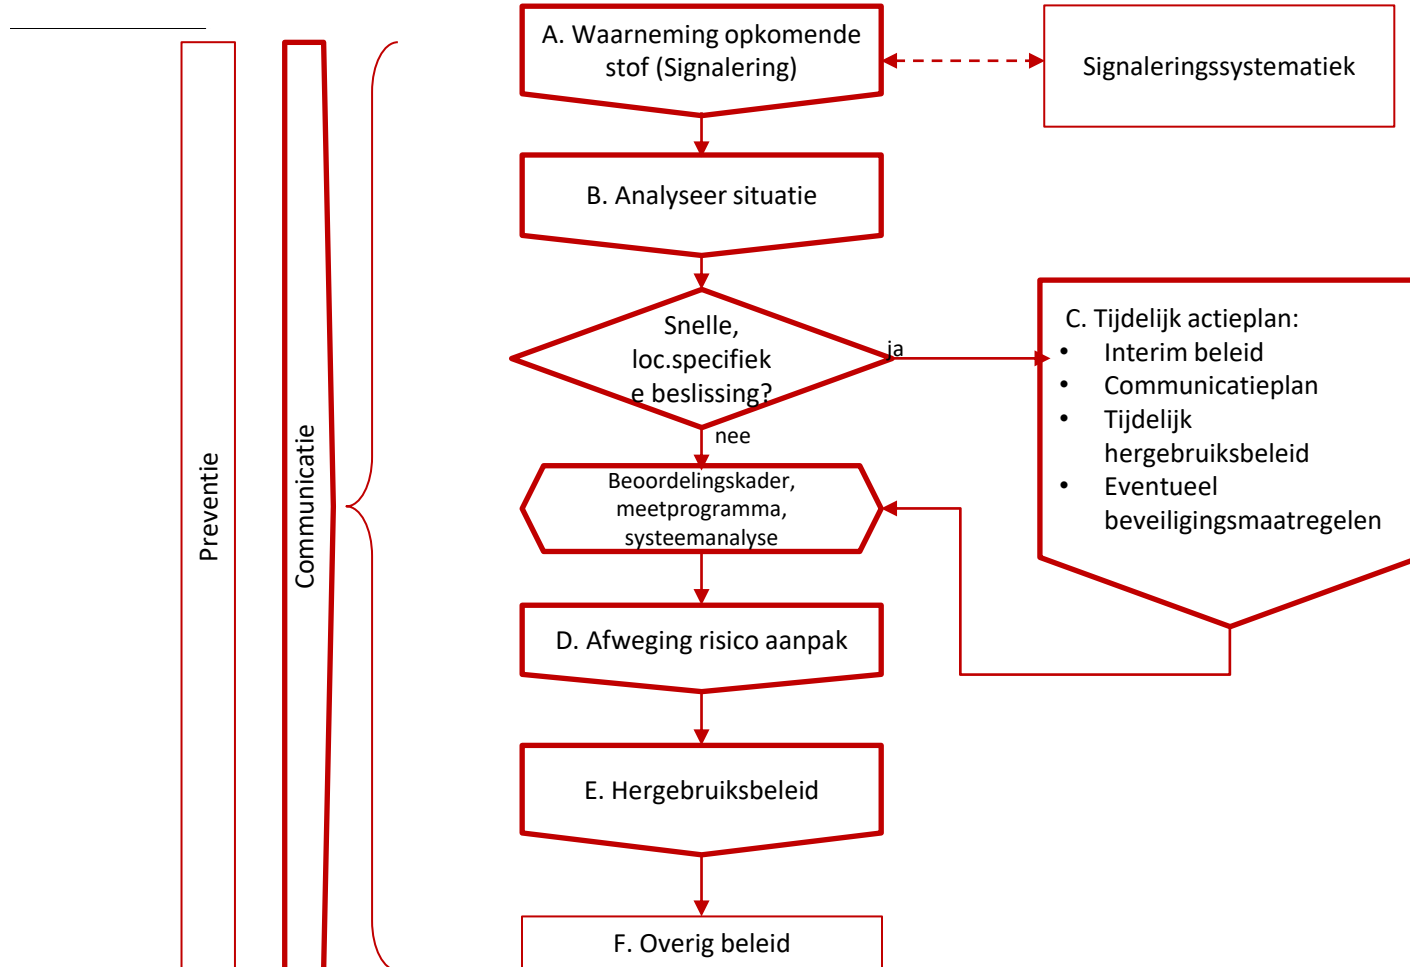 A. Waarneming opkomende
stof (Signalering)
Signaleringssystematiek
B. Analyseer situatie
Snelle,
loc.specifiek
e beslissing?
ja
nee
C. Tijdelijk actieplan:
• Interim beleid
• Communicatieplan
• Tijdelijk
hergebruiksbeleid
• Eventueel
beveiligingsmaatregelen
Beoordelingskader,
meetprogramma,
systeemanalyse
D. Afweging risico aanpak
E. Hergebruiksbeleid
F. Overig beleid
Preventie
Communicatie